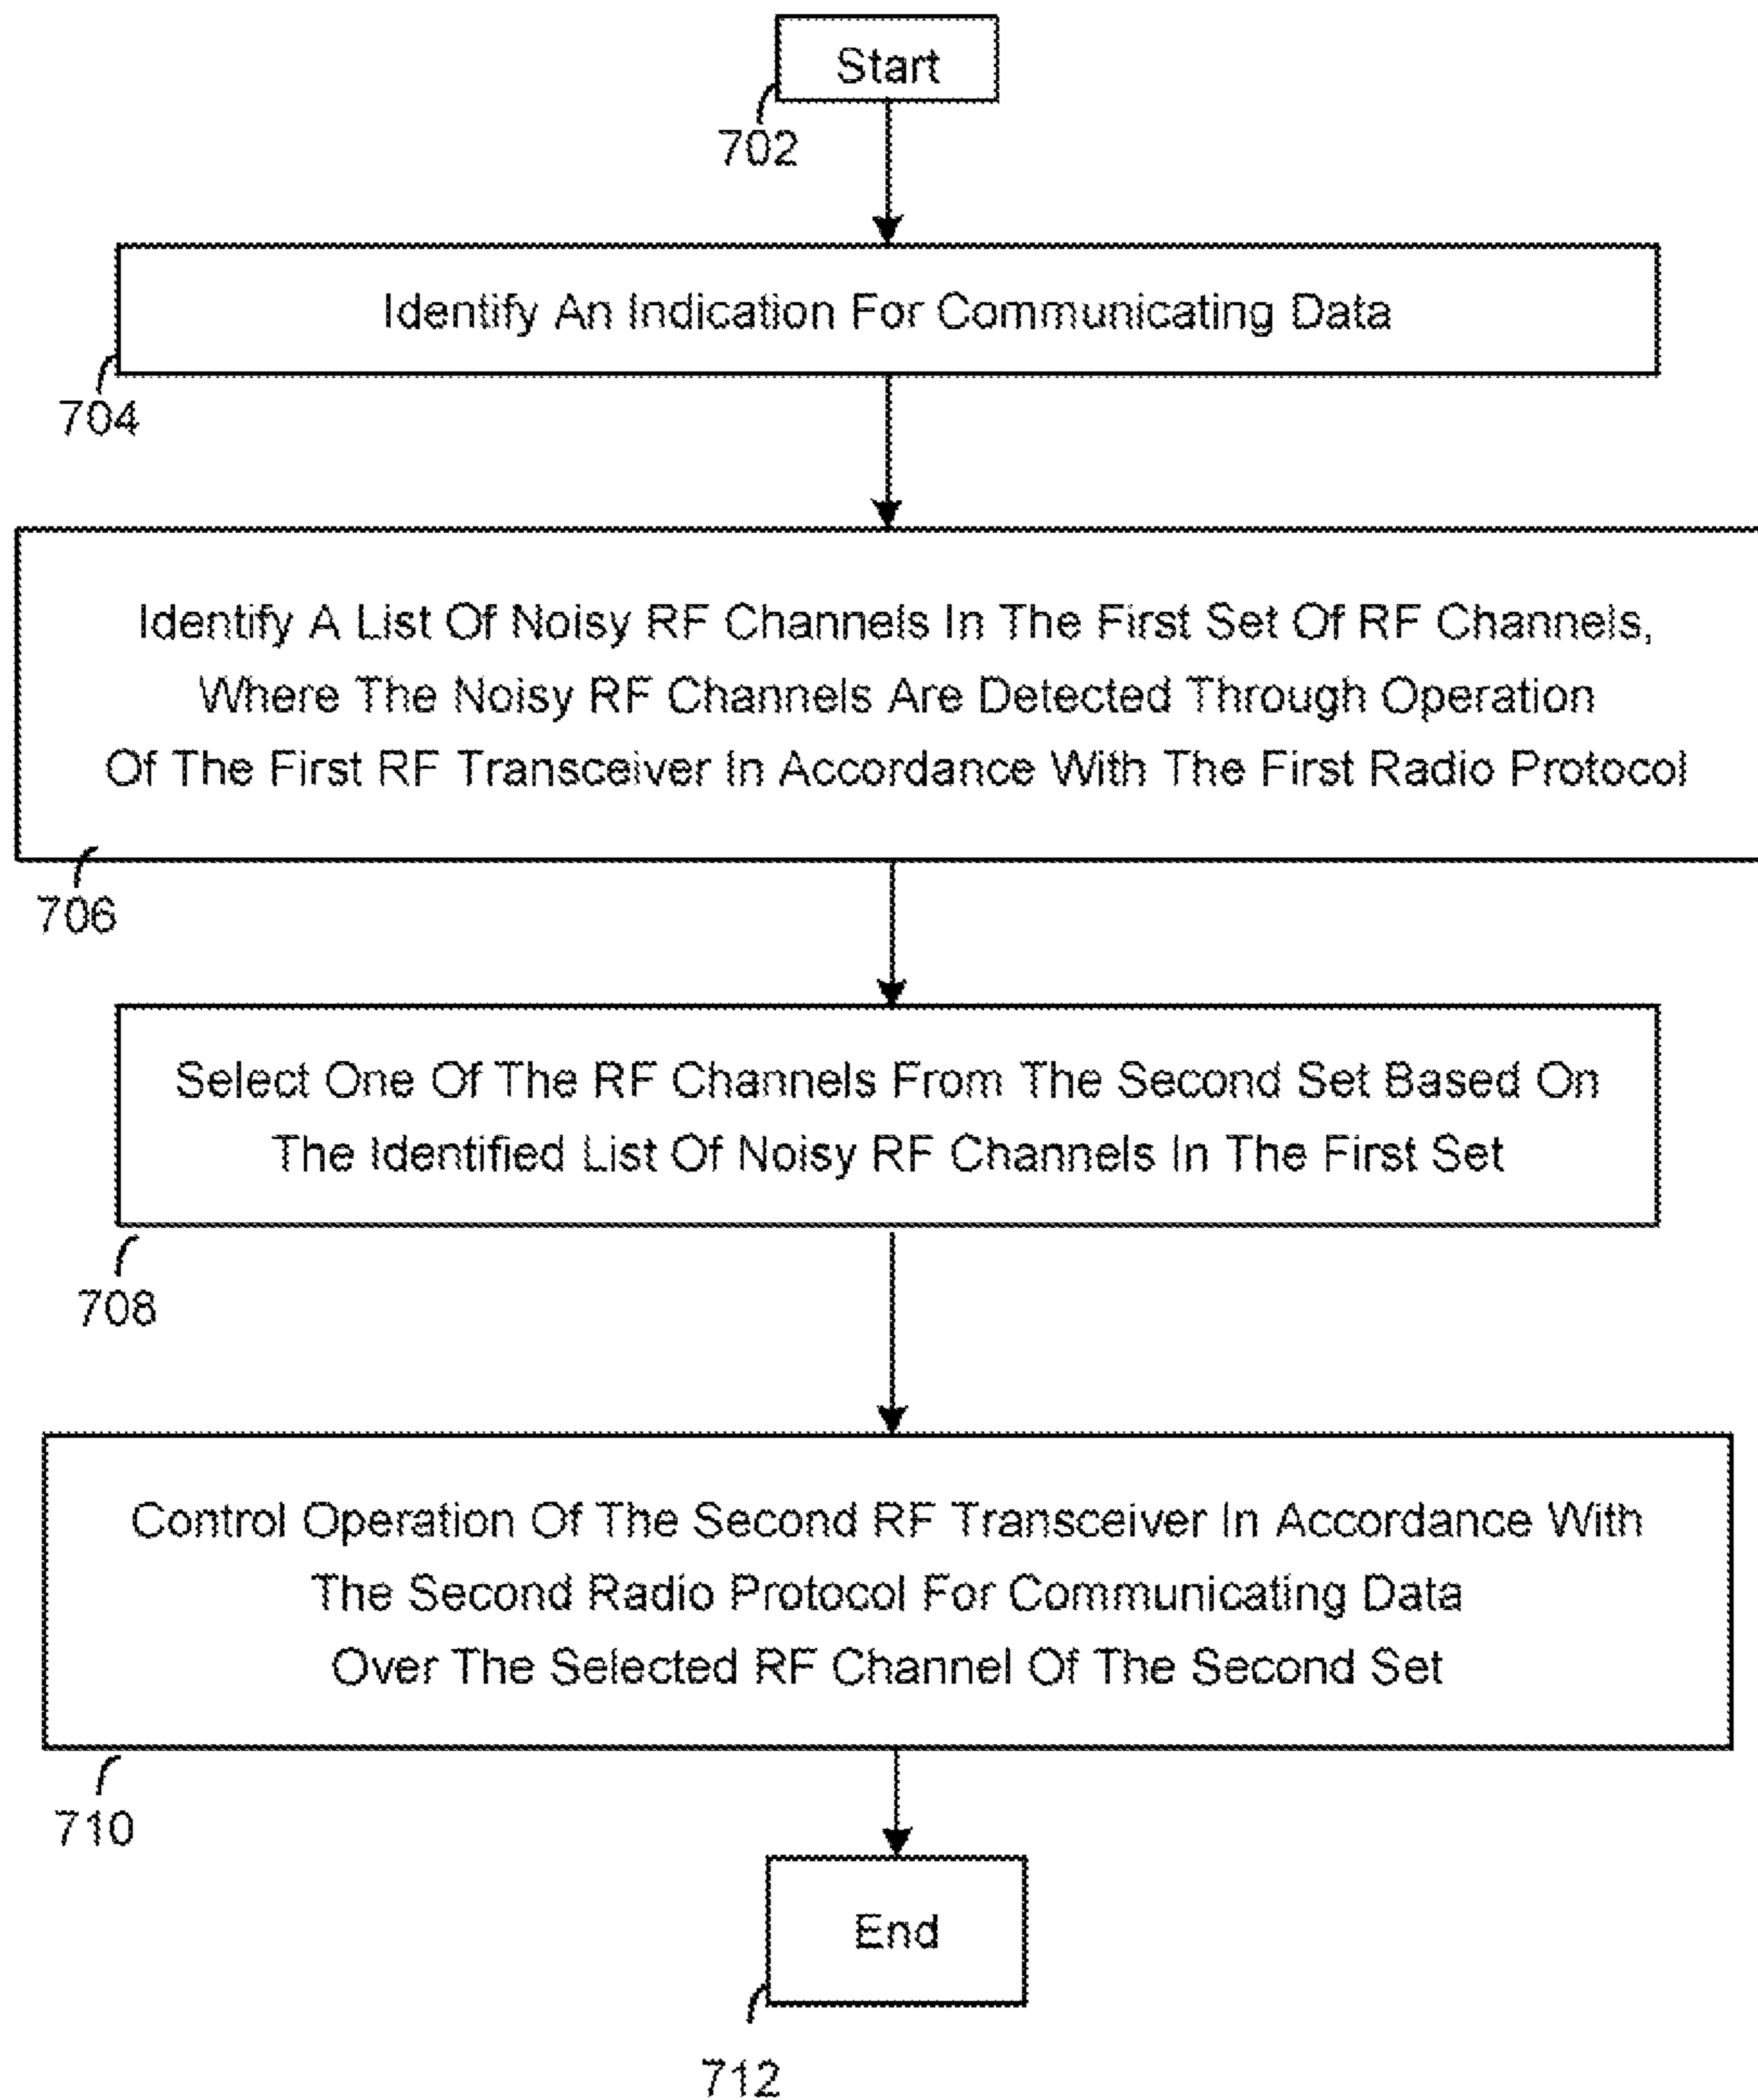 Start
702
Identify An Indication For Communicating Data
704
Identify A List Of Noisy RF Channels In The First Set Of RF Channels,
Where The Noisy RF Channels Are Detected Through Operation
Of The First RF Transceiver In Accordance With The First Radio Protocol
706
Select One Of The RF Channels From The Second Set Based On
The Identified List Of Noisy RF Channels In The First Set
708
Control Operation Of The Second RF Transceiver In Accordance With
The Second Radio Protocol For Communicating Data
Over The Selected RF Channel Of The Second Set
710
End
712